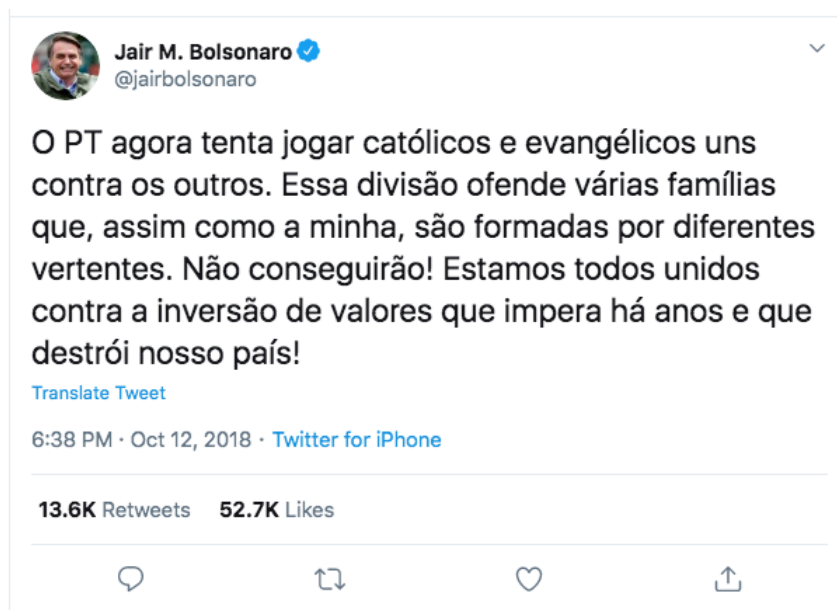 Jair M. Bolsonaro
@jairbolsonaro
O PT agora tenta jogar católicos e evangélicos uns
contra os outros. Essa divisão ofende várias famílias
que, assim como a minha, são formadas por diferentes
vertentes. Não conseguirão! Estamos todos unidos
contra a inversão de valores que impera há anos e que
destrói nosso país!
Translate Tweet
6:38 PM · Oct 12, 2018 · Twitter for iPhone
13.6K Retweets 52.7K Likes